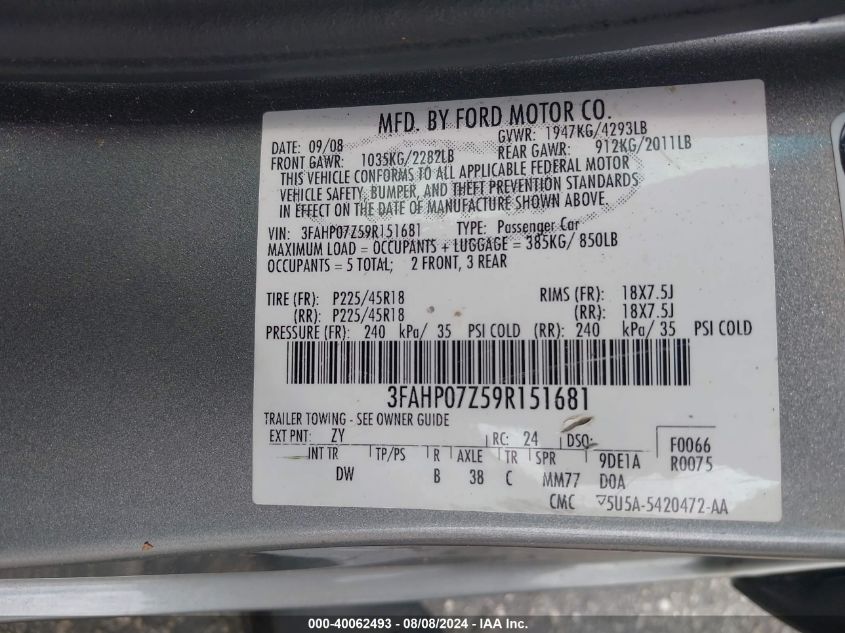 MFD. BY FORD MOTOR CO.
DATE: 09/08 GVWR: 1947KG/4293LB
FRONT GAWR: 1035KG/2282LB REAR GAWR: 912KG/2011LB
THIS VEHICLE CONFORMS TO ALL APPLICABLE FEDERAL MOTOR
VEHICLE SAFETY, BUMPER, AND THEFT PREVENTION STANDARDS
IN EFFECT ON THE DATE OF MANUFACTURE SHOWN ABOVE.
VIN: 3FAHP07Z59R151681 TYPE: Passenger Car
MAXIMUM LOAD = OCCUPANTS + LUGGAGE = 385KG/ 850LB
OCCUPANTS = 5 TOTAL; 2 FRONT, 3 REAR
TIRE (FR): P225/45R18 RIMS (FR): 18X7.5J
(RR): P225/45R18 (RR): 18X7.5J
PRESSURE (FR): 240 kPa/ 35 PSI COLD (RR): 240 kPa/ 35 PSI COLD
3FAHP07Z59R151681
TRAILER TOWING - SEE OWNER GUIDE
EXT PNT: ZY RC: 24 DSO: F0066
INT TR TP/PS R AXLE TR SPR 9DE1A R0075
DW B 38 C MM77 D0A
CMC 5U5A-5420472-AA
000-40062493 - 08/08/2024 - IAA Inc.